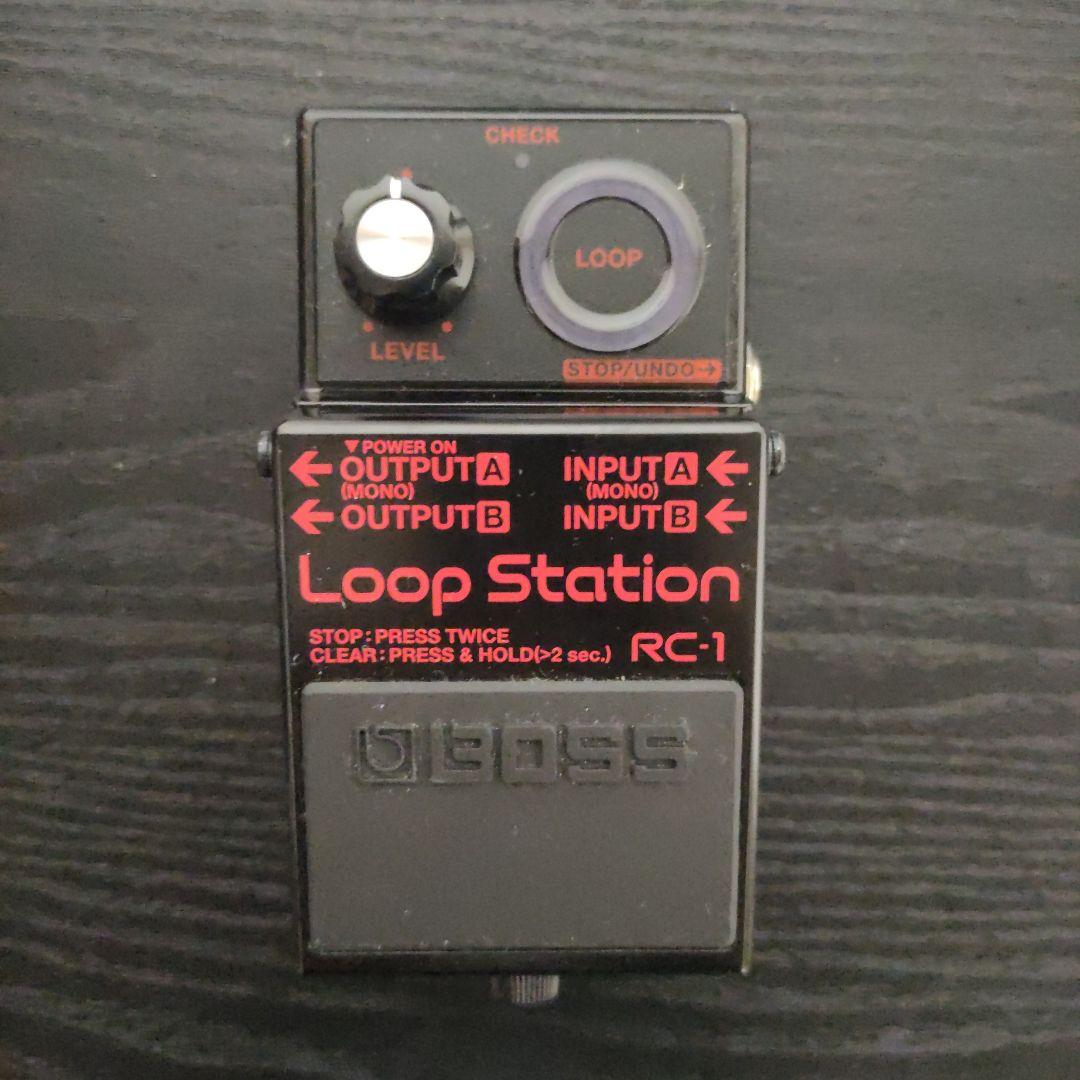 CHECK
LOOP
LEVEL
STOP/UNDO→
▼POWER ON
←OUTPUT A INPUT A←
(MONO) (MONO)
←OUTPUT B INPUT B←
Loop Station
STOP:PRESS TWICE
CLEAR:PRESS & HOLD(>2 sec.) RC-1
BOSS